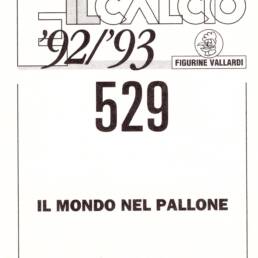 IL CALCIO
'92/'93
FIGURINE VALLARDI
529
IL MONDO NEL PALLONE